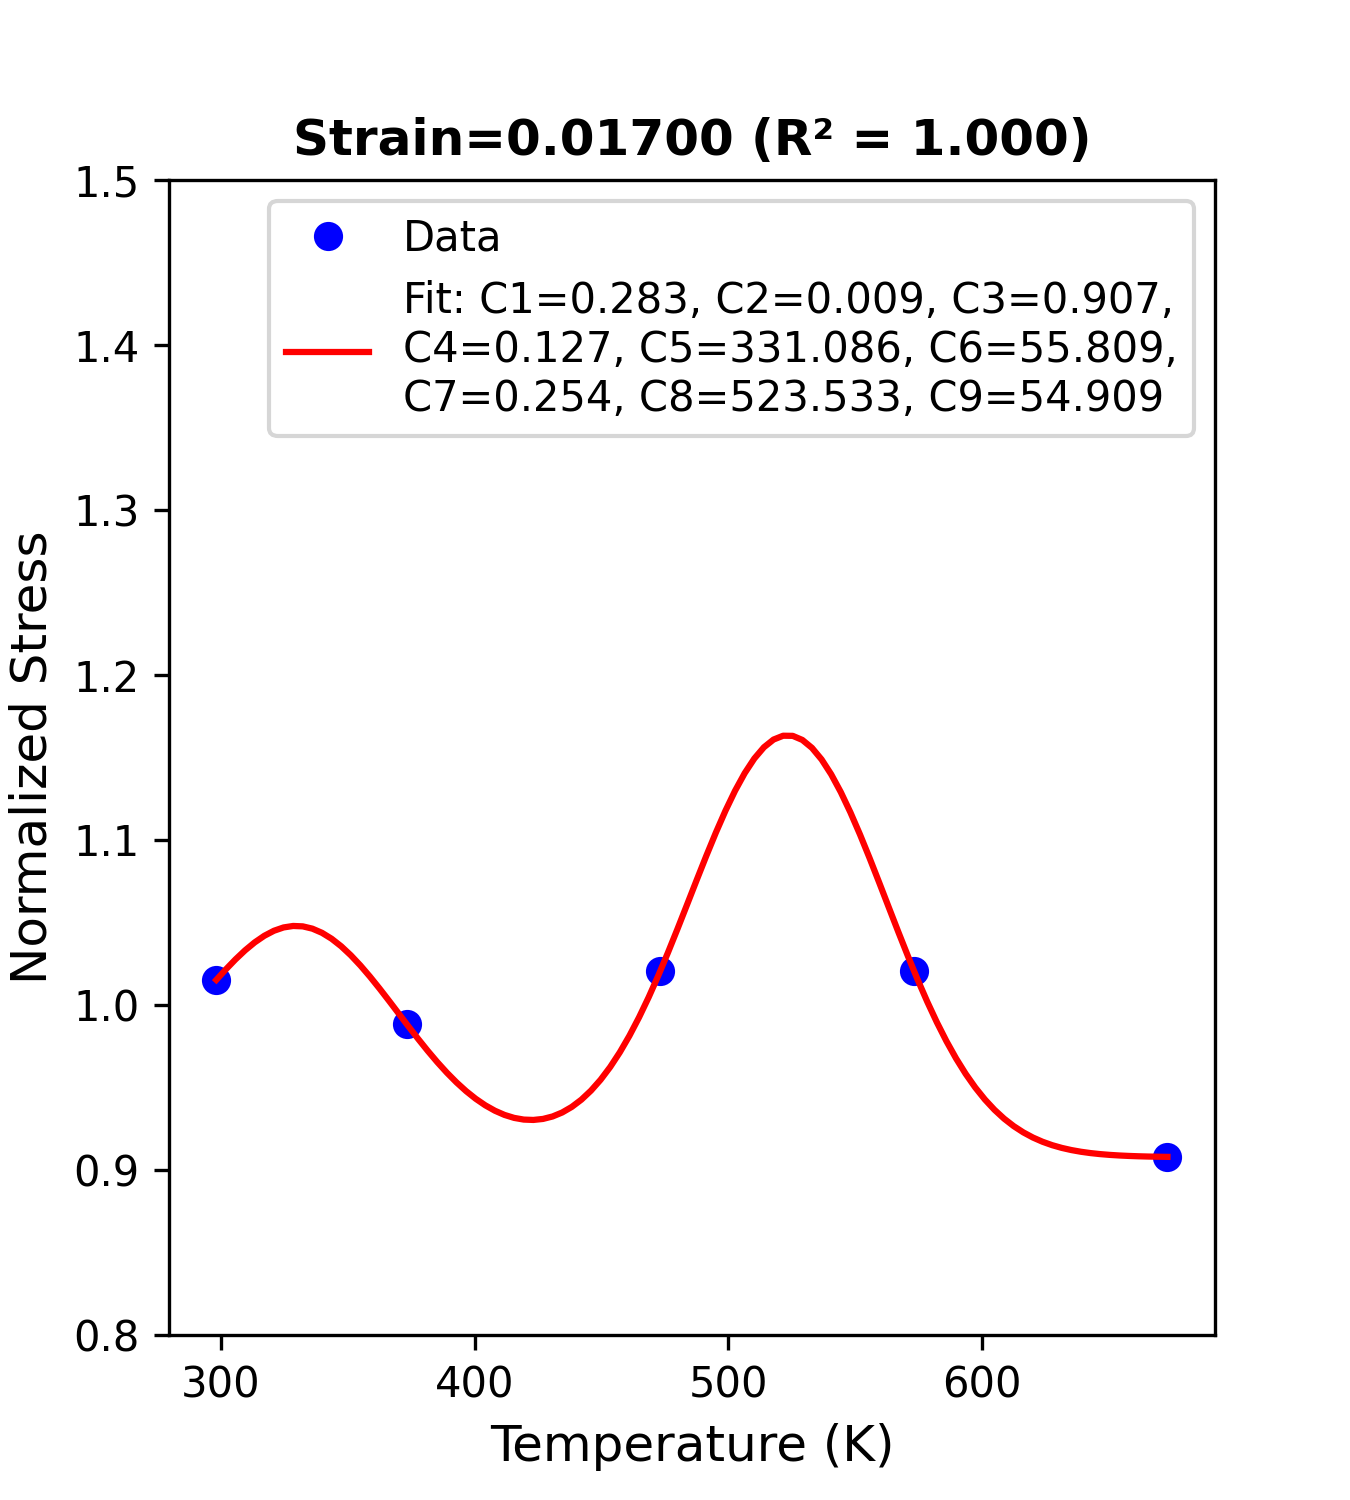 Strain=0.01700 (R² = 1.000)
1.5
1.4
1.3
1.2
1.1
1.0
0.9
0.8
Normalized Stress
Data
Fit: C1=0.283, C2=0.009, C3=0.907,
C4=0.127, C5=331.086, C6=55.809,
C7=0.254, C8=523.533, C9=54.909
300 400 500 600
Temperature (K)